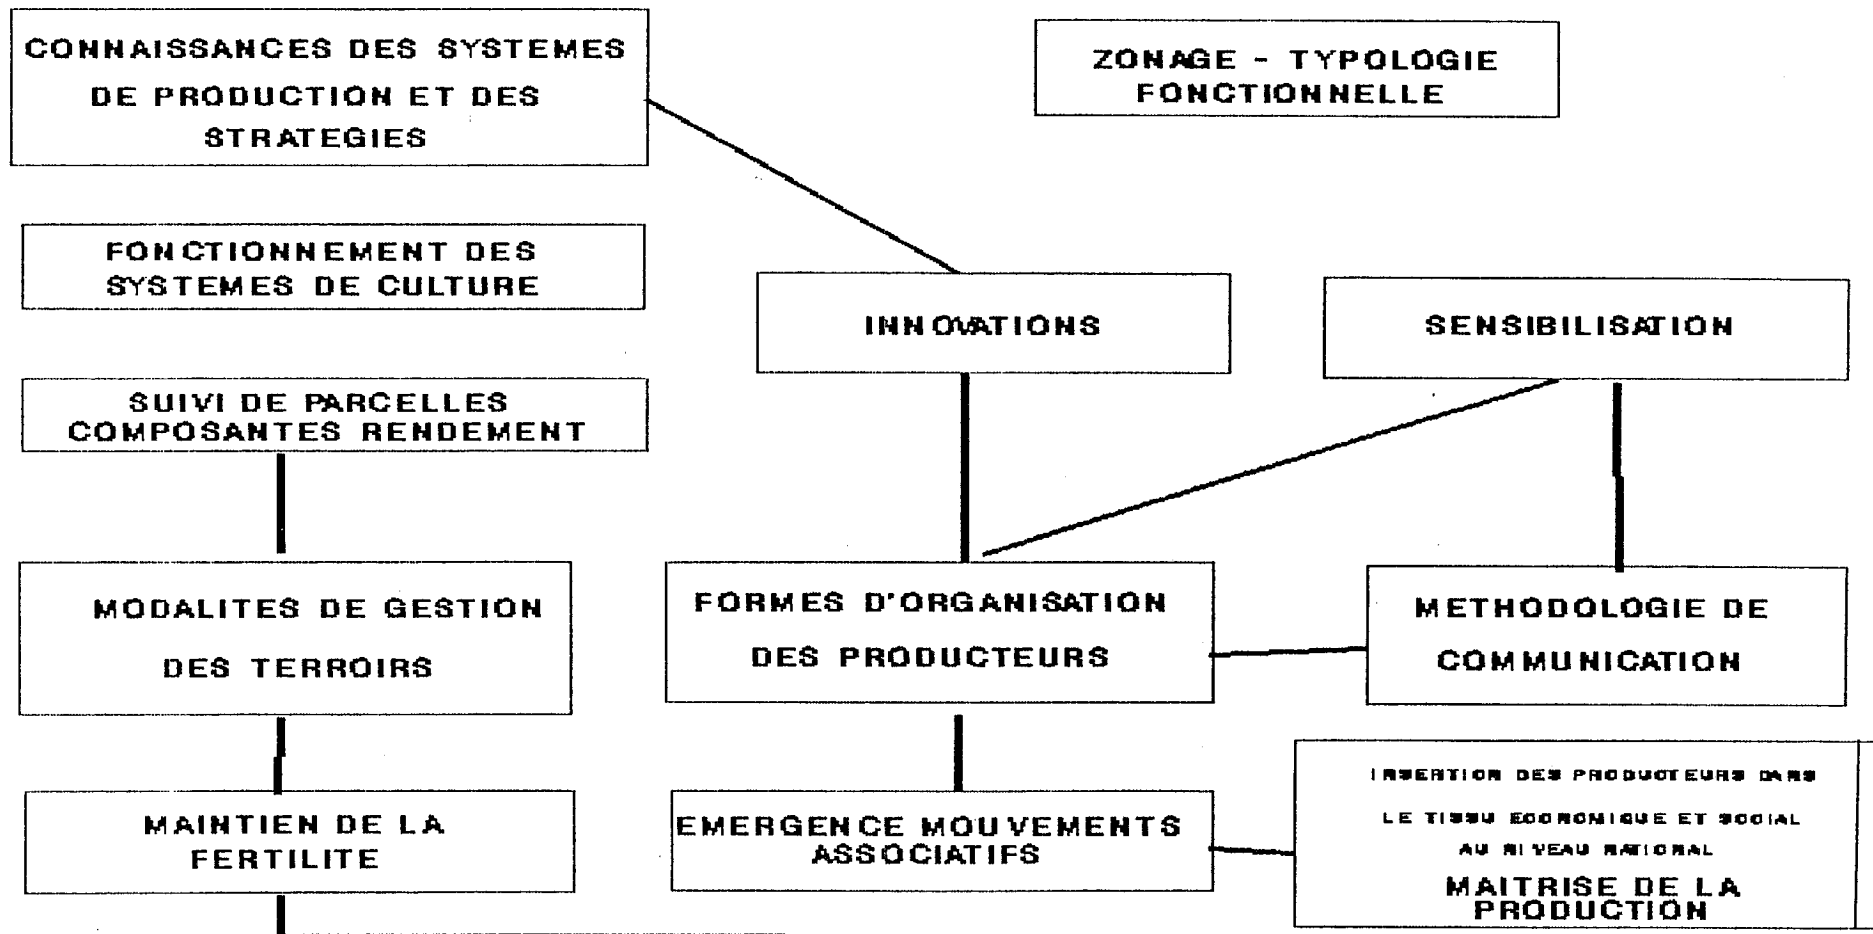 CONNAISSANCES DES SYSTEMES
DE PRODUCTION ET DES
STRATEGIES
ZONAGE - TYPOLOGIE
FONCTIONNELLE
FONCTIONNEMENT DES
SYSTEMES DE CULTURE
INNOVATIONS
SENSIBILISATION
SUIVI DE PARCELLES
COMPOSANTES RENDEMENT
MODALITES DE GESTION
DES TERROIRS
FORMES D'ORGANISATION
DES PRODUCTEURS
METHODOLOGIE DE
COMMUNICATION
MAINTIEN DE LA
FERTILITE
EMERGENCE MOUVEMENTS
ASSOCIATIFS
INSERTION DES PRODUCTEURS DANS
LE TISSU ECONOMIQUE ET SOCIAL
AU NIVEAU NATIONAL
MAITRISE DE LA
PRODUCTION